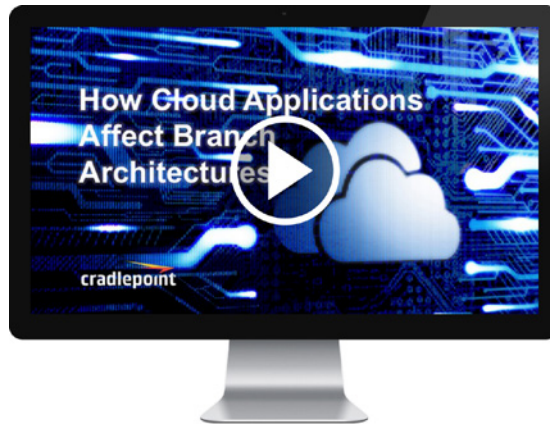 How Cloud Applications
Affect Branch
Architectures
cradlepoint